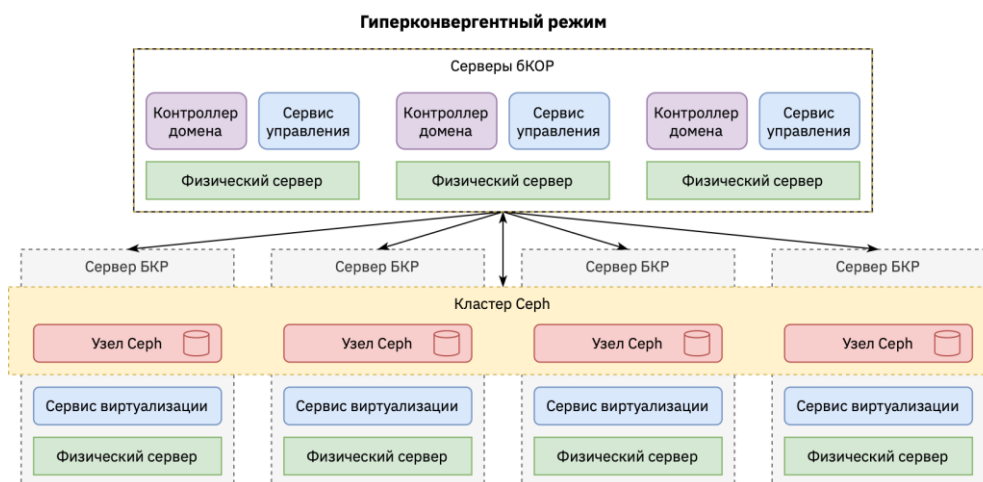 Гиперконвергентный режим
Серверы бКОР
Контроллер
домена
Сервис
управления
Контроллер
домена
Сервис
управления
Контроллер
домена
Сервис
управления
Физический сервер
Физический сервер
Физический сервер
Сервер БКР
Сервер БКР
Сервер БКР
Сервер БКР
Кластер Ceph
Узел Ceph
Узел Ceph
Узел Ceph
Узел Ceph
Сервис виртуализации
Сервис виртуализации
Сервис виртуализации
Сервис виртуализации
Физический сервер
Физический сервер
Физический сервер
Физический сервер